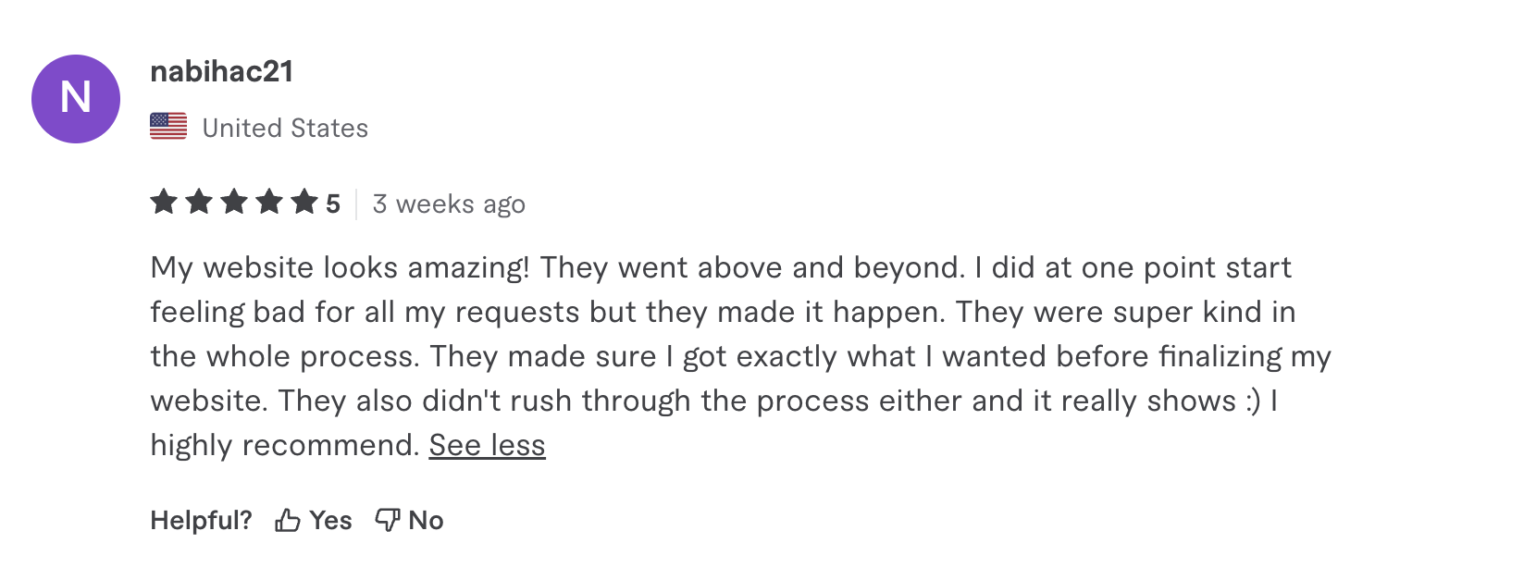 N
nabihac21
United States
5 3 weeks ago
My website looks amazing! They went above and beyond. I did at one point start
feeling bad for all my requests but they made it happen. They were super kind in
the whole process. They made sure I got exactly what I wanted before finalizing my
website. They also didn't rush through the process either and it really shows :) I
highly recommend. See less
Helpful? Yes No